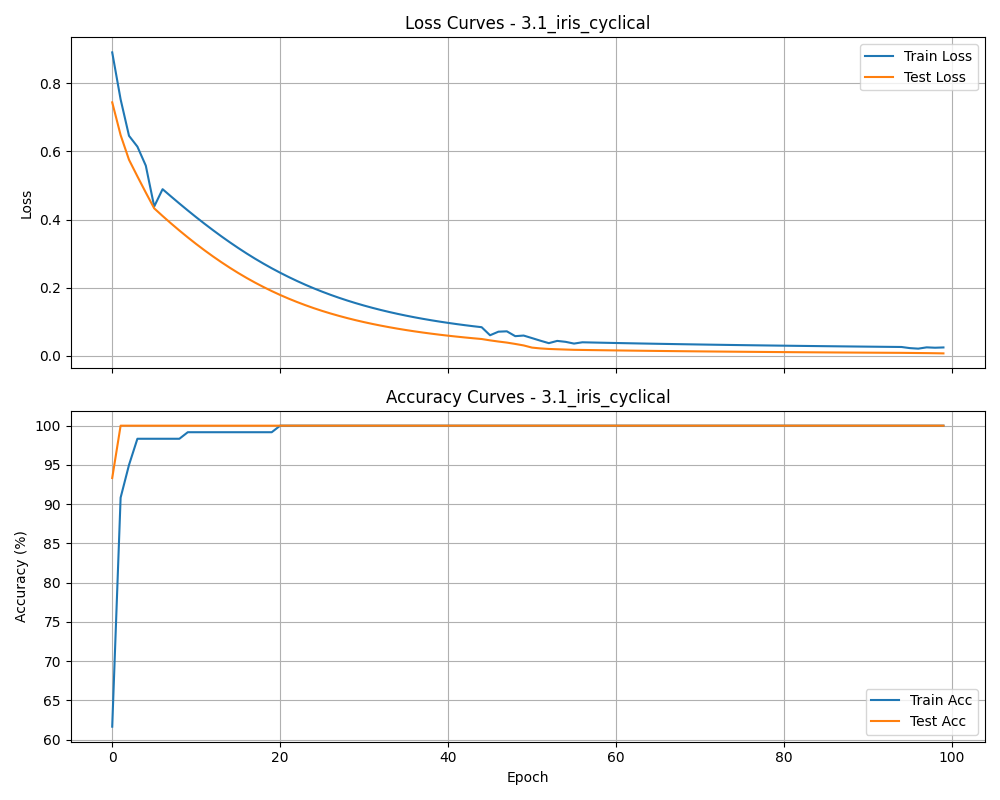 Loss Curves - 3.1_iris_cyclical
Loss
0.8
0.6
0.4
0.2
0.0
Train Loss
Test Loss
Accuracy Curves - 3.1_iris_cyclical
Accuracy (%)
100
95
90
85
80
75
70
65
60
Train Acc
Test Acc
0 20 40 60 80 100
Epoch